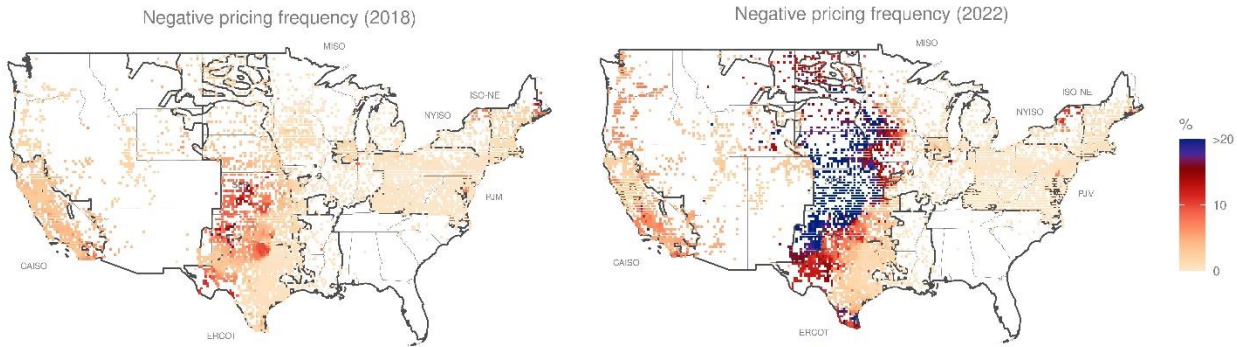 Negative pricing frequency (2018)
MISO
ISO-NE
NYISO
PJM
CAISO
ERCOT
Negative pricing frequency (2022)
MISO
ISO-NE
NYISO
PJM
CAISO
ERCOT
%
>20
10
0